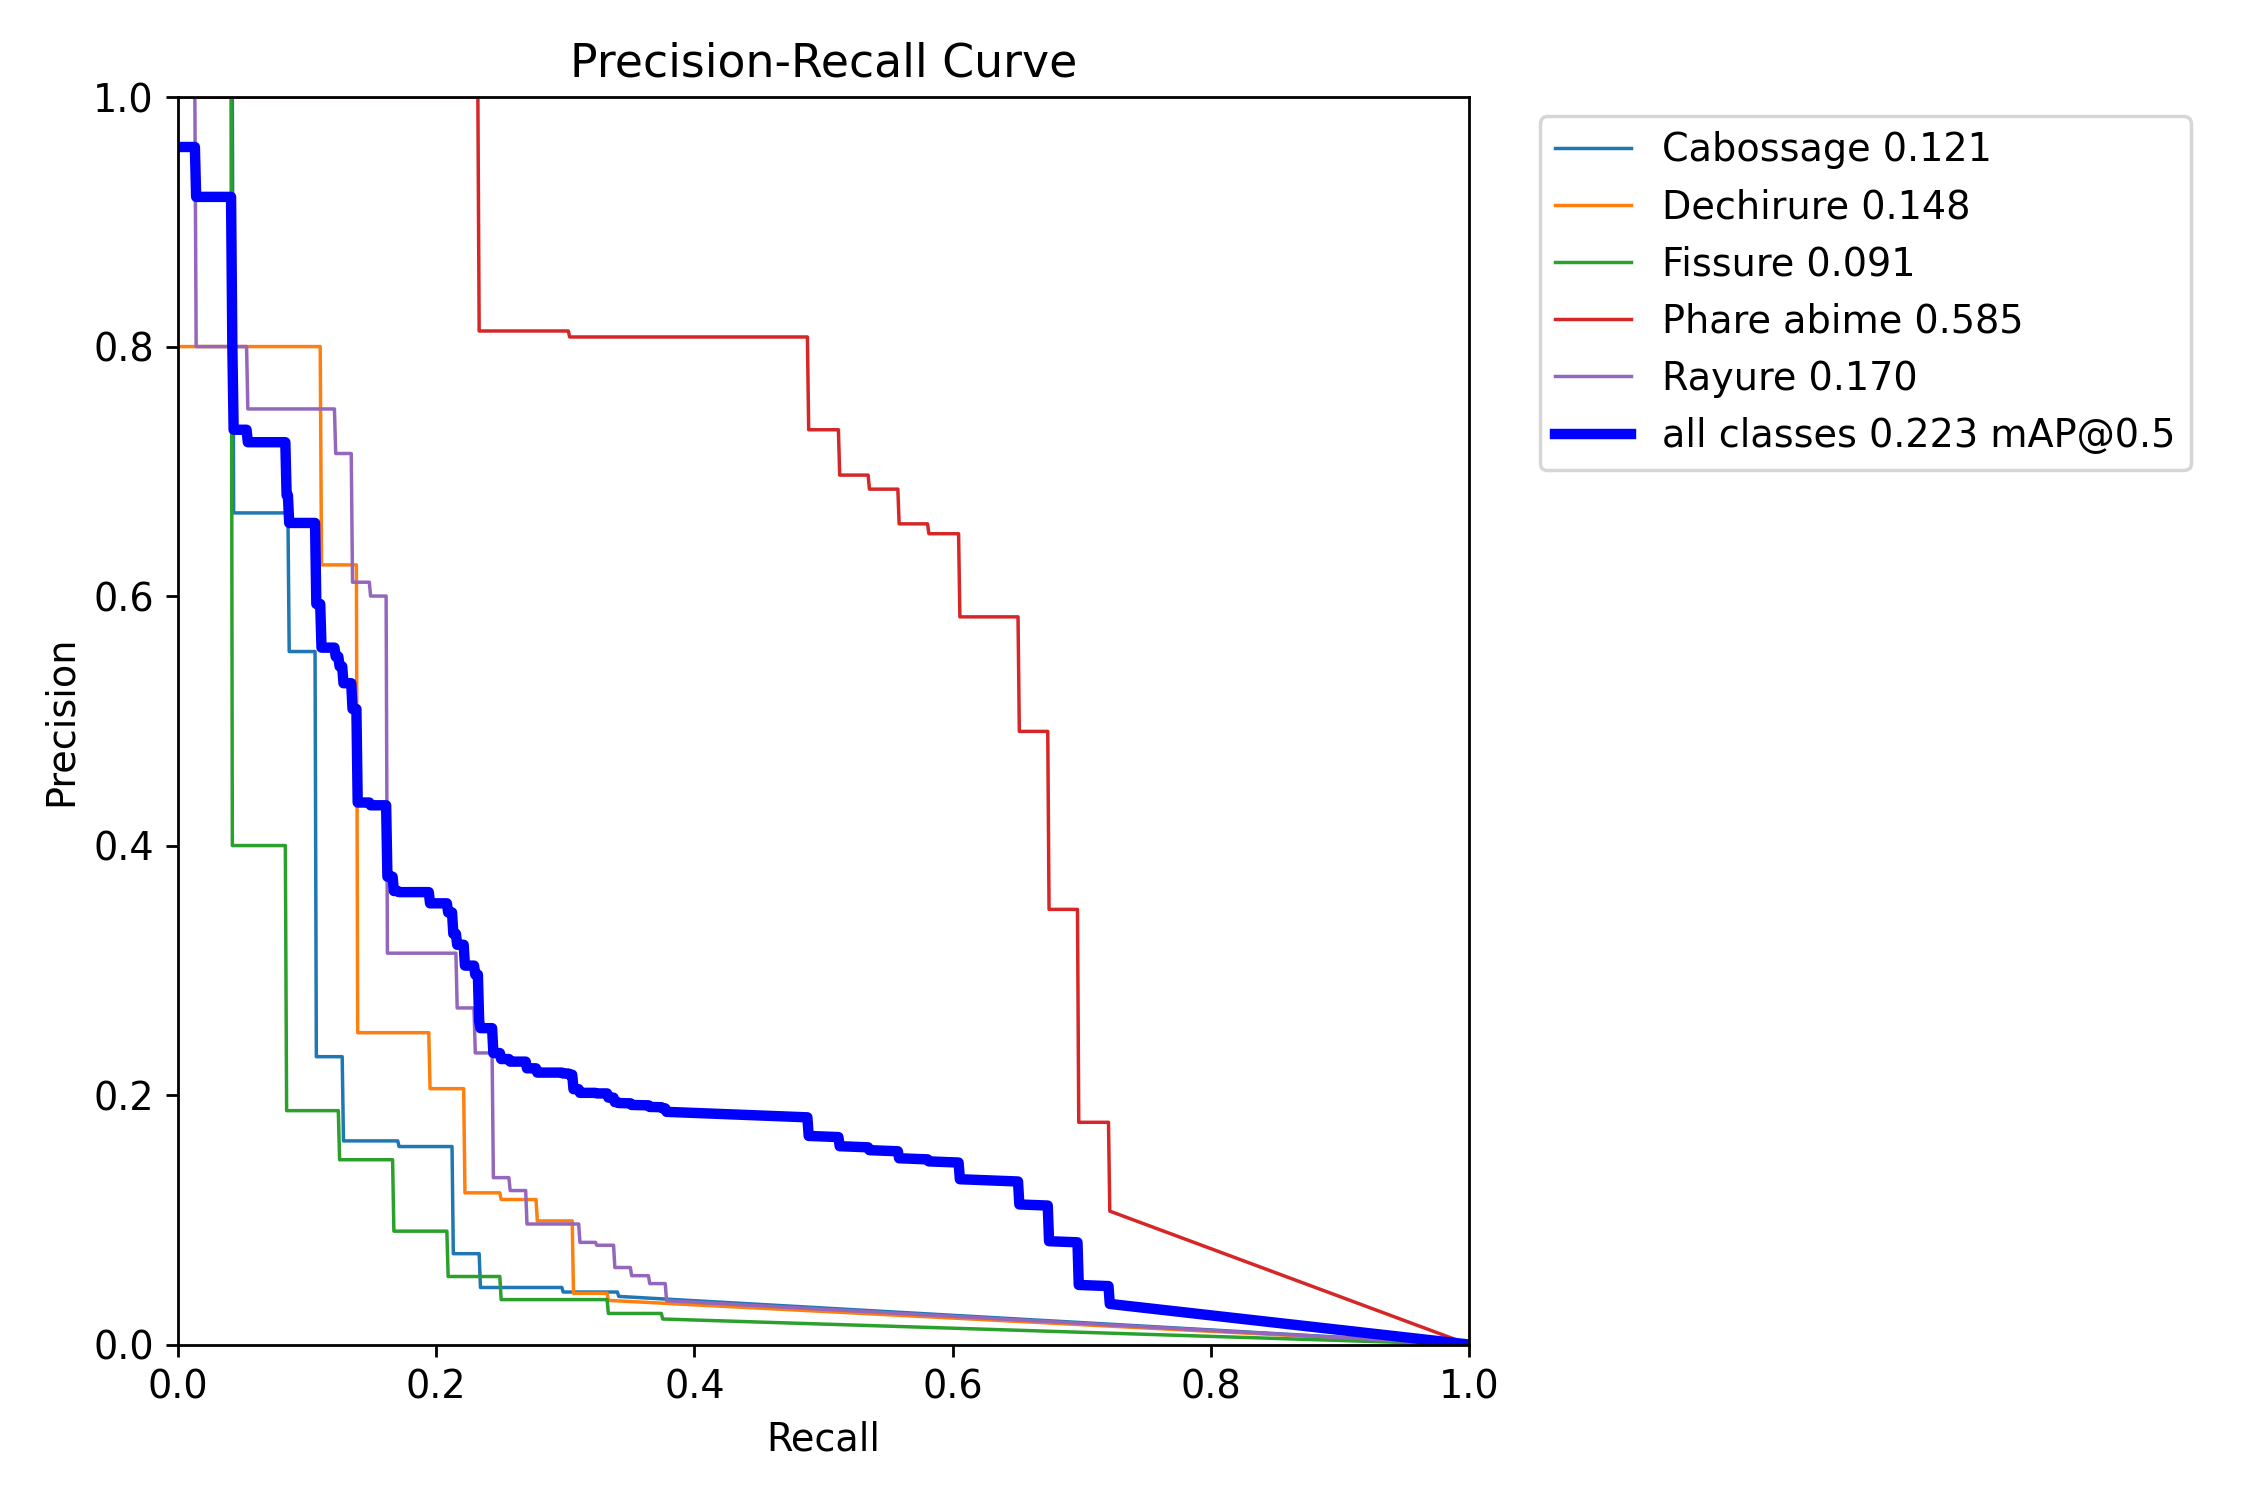 Precision-Recall Curve
1.0
0.8
0.6
0.4
0.2
0.0
Precision
0.0 0.2 0.4 0.6 0.8 1.0
Recall
Cabossage 0.121
Dechirure 0.148
Fissure 0.091
Phare abime 0.585
Rayure 0.170
all classes 0.223 mAP@0.5